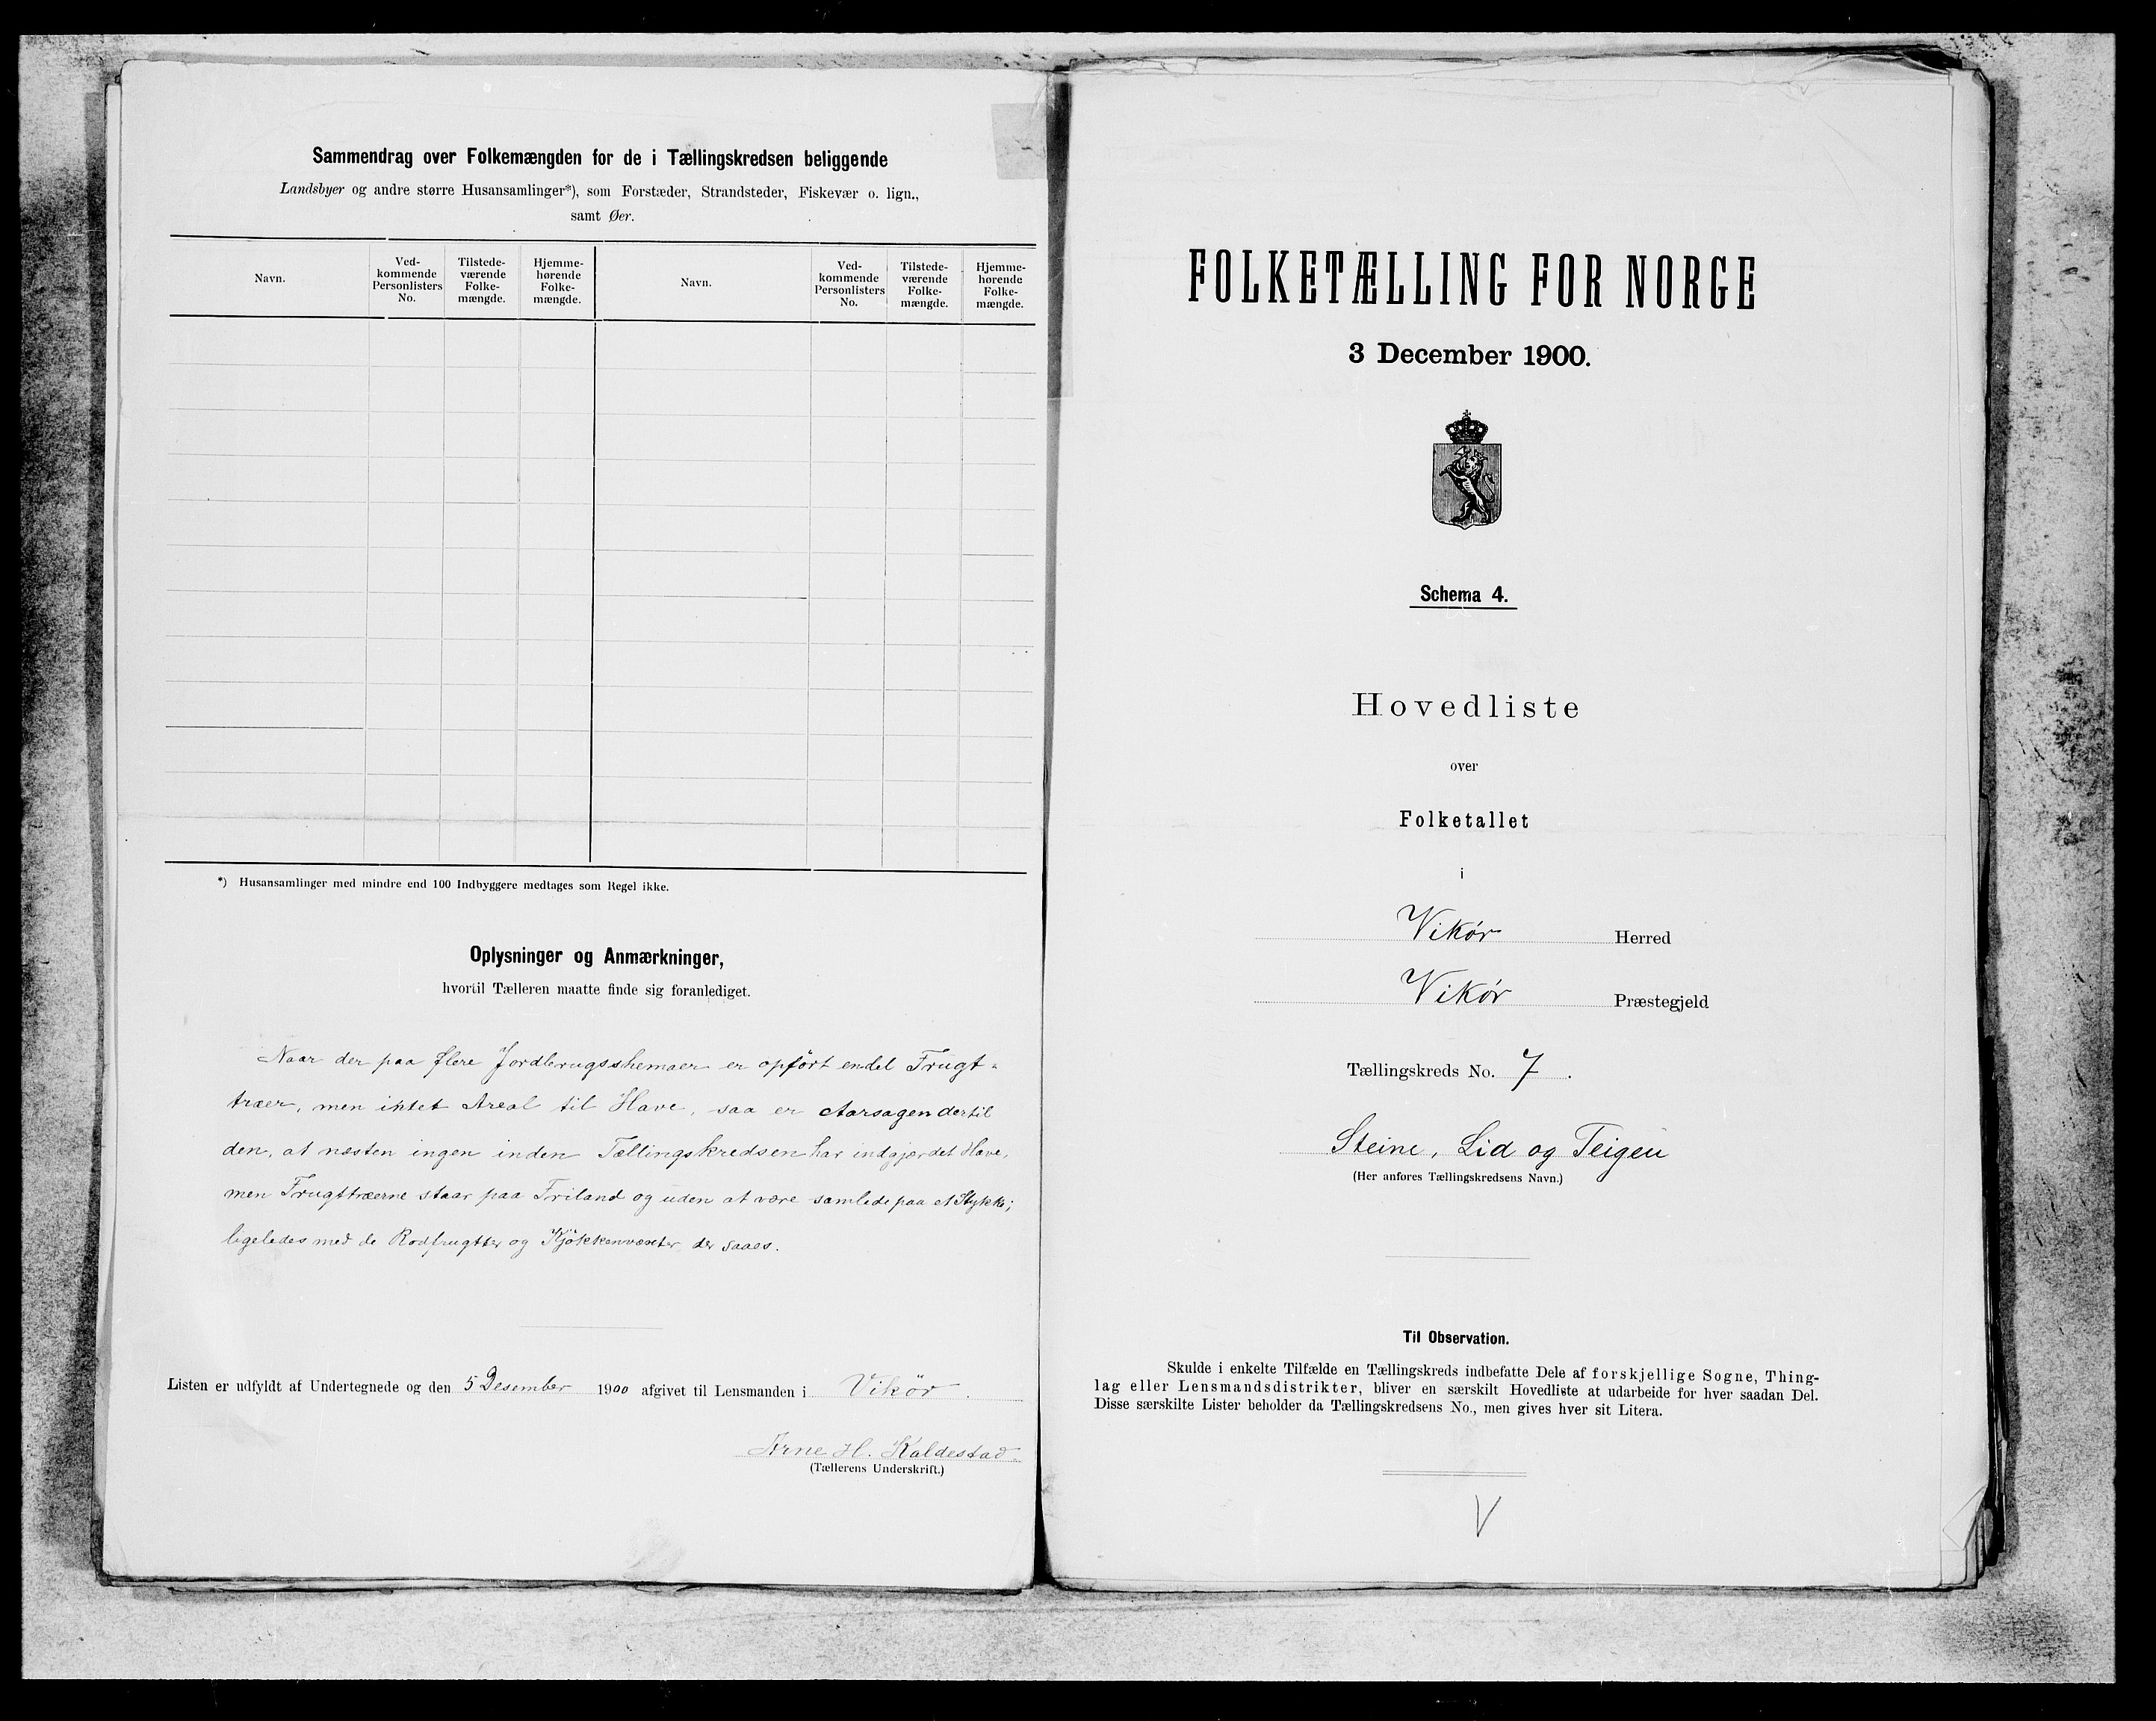 Sammendrag over Folkemængden for de i Tællingskredsen beliggende
Landsbyer og andre større Husansamlinger*), som Forstæder, Strandsteder, Fiskevær o. lign.,
samt Øer.
Navn.
Ved-
kommende
Personlisters
No.
Tilstede-
værende
Folke-
mængde.
Hjemme-
hørende
Folke-
mængde.
Navn.
Ved-
kommende
Personlisters
No.
Tilstede-
værende
Folke-
mængde.
Hjemme-
hørende
Folke-
mængde.
*) Husansamlinger med mindre end 100 Indbyggere medtages som Regel ikke.
Oplysninger og Anmærkninger,
hvortil Tælleren maatte finde sig foranlediget.
Naar der paa flere Jordbrugsshemaer er opført endel Frugt-
træer, men intet Areal til Have, saa er Aarsagen dertil
den, at næsten ingen inden Tællingskredsen har indgjerdet Have,
men Frugttræerne staar paa Friland og uden at være samlede paa et Stykke;
ligeledes med de Rodfrugtter og Kjøkkenvæxter der saaes.
Listen er udfyldt af Undertegnede og den 5 Desember 1900 afgivet til Lensmanden i Vikör.
Arne H. Kaldestad
(Tællerens Underskrift.)
FOLKETÆLLING FOR NORGE
3 December 1900.
Schema 4.
Hovedliste
over
Folketallet
i
Vikør Herred
Vikør Præstegjeld
Tællingskreds No. 7.
Steine, Lid og Teigen
(Her anføres Tællingskredsens Navn.)
Til Observation.
Skulde i enkelte Tilfælde en Tællingskreds indbefatte Dele af forskjellige Sogne, Thing-
lag eller Lensmandsdistrikter, bliver en særskilt Hovedliste at udarbeide for hver saadan Del.
Disse særskilte Lister beholder da Tællingskredsens No., men gives hver sit Litera.
V